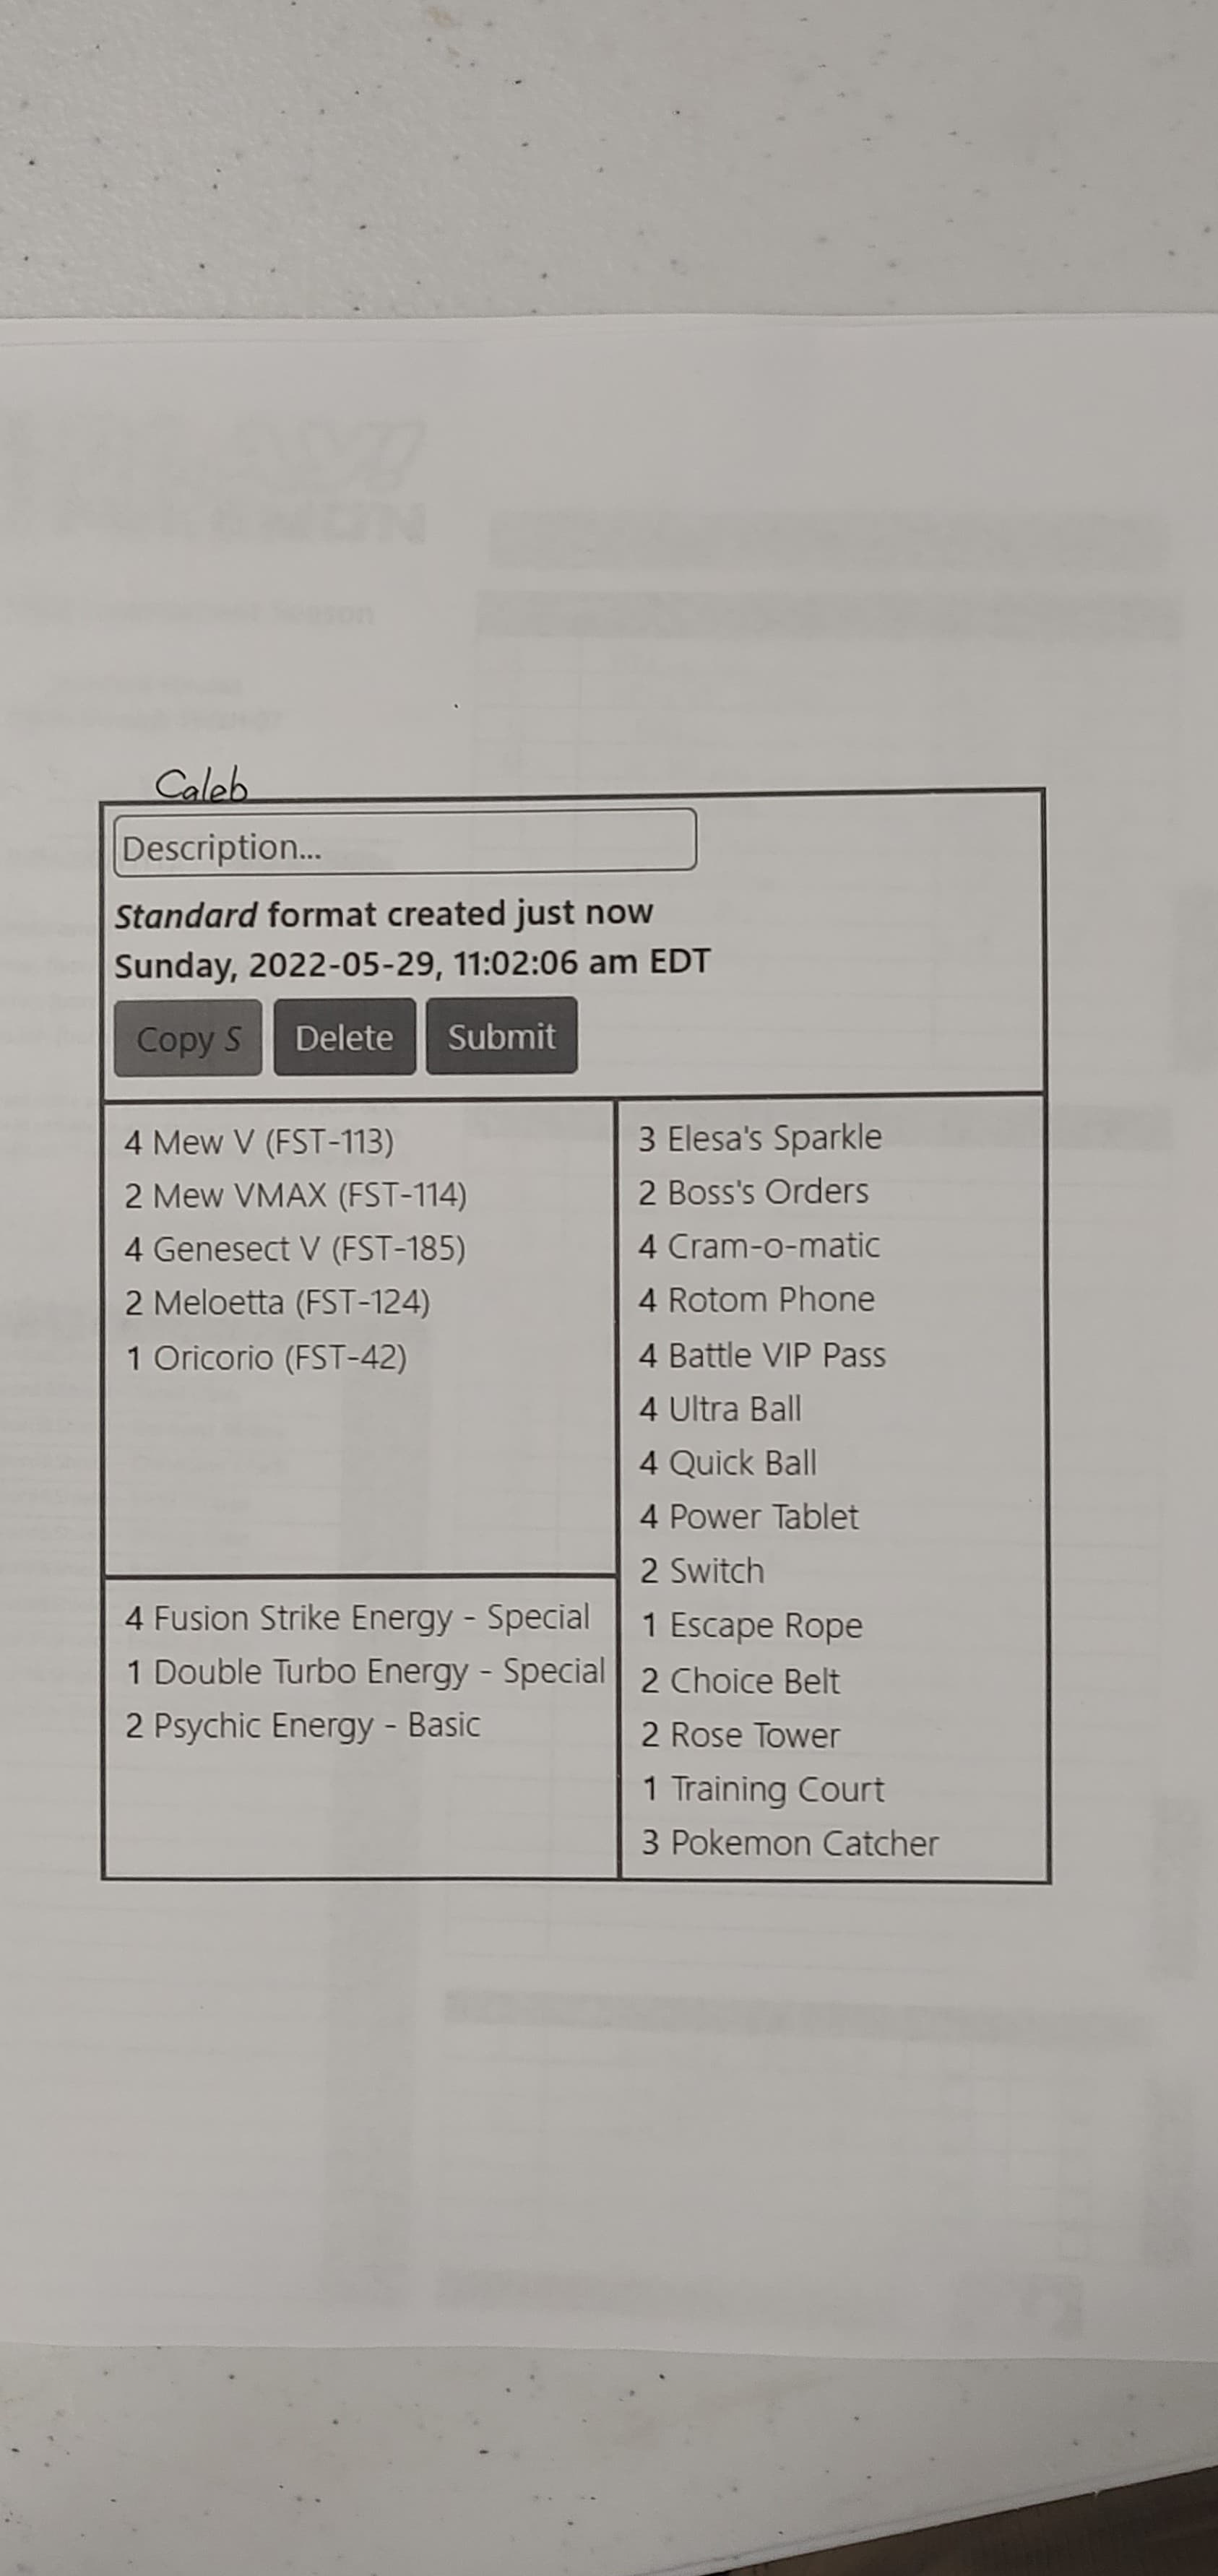 Caleb
Description...
Standard format created just now
Sunday, 2022-05-29, 11:02:06 am EDT
Copy S Delete Submit
4 Mew V (FST-113)
2 Mew VMAX (FST-114)
4 Genesect V (FST-185)
2 Meloetta (FST-124)
1 Oricorio (FST-42)
4 Fusion Strike Energy - Special
1 Double Turbo Energy - Special
2 Psychic Energy - Basic
3 Elesa's Sparkle
2 Boss's Orders
4 Cram-o-matic
4 Rotom Phone
4 Battle VIP Pass
4 Ultra Ball
4 Quick Ball
4 Power Tablet
2 Switch
1 Escape Rope
2 Choice Belt
2 Rose Tower
1 Training Court
3 Pokemon Catcher